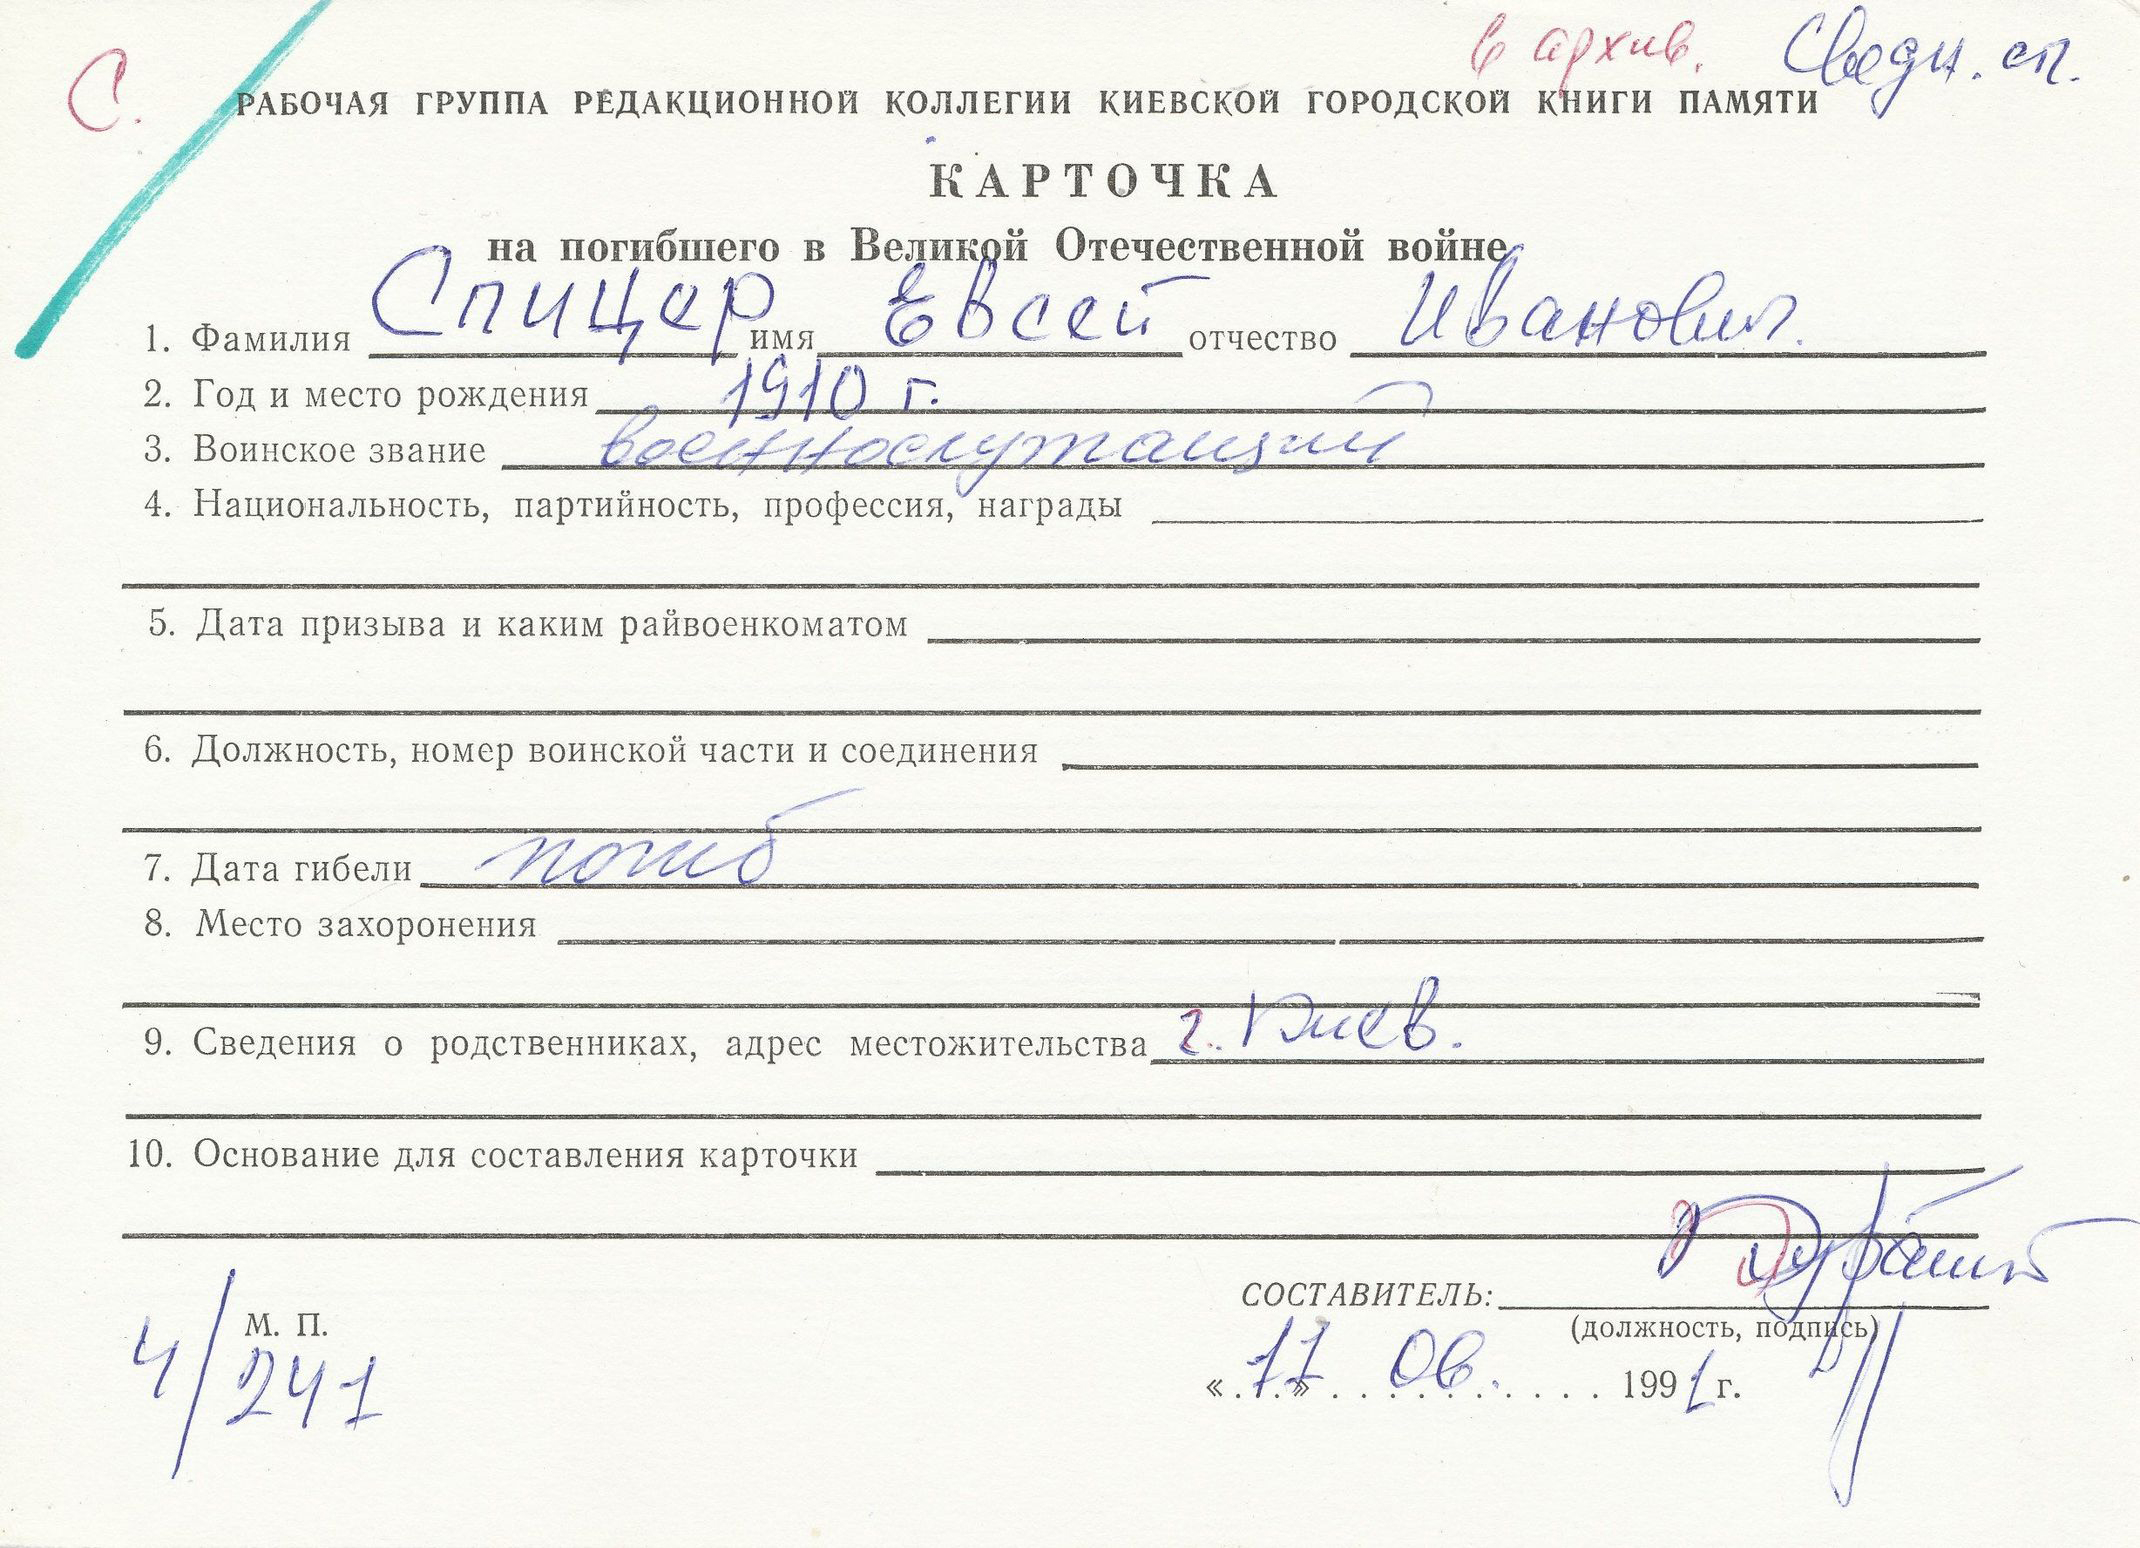 С. в архив. Сведн. сп.
РАБОЧАЯ ГРУППА РЕДАКЦИОННОЙ КОЛЛЕГИИ КИЕВСКОЙ ГОРОДСКОЙ КНИГИ ПАМЯТИ
КАРТОЧКА
на погибшего в Великой Отечественной войне
1. Фамилия Спицер имя Евсей отчество Иванович.
2. Год и место рождения 1910 г.
3. Воинское звание военнослужащий
4. Национальность, партийность, профессия, награды
5. Дата призыва и каким райвоенкоматом
6. Должность, номер воинской части и соединения
7. Дата гибели погиб
8. Место захоронения
9. Сведения о родственниках, адрес местожительства г. Киев.
10. Основание для составления карточки
СОСТАВИТЕЛЬ:
М. П. (должность, подпись)
4/241 «11» 06. 1991 г.